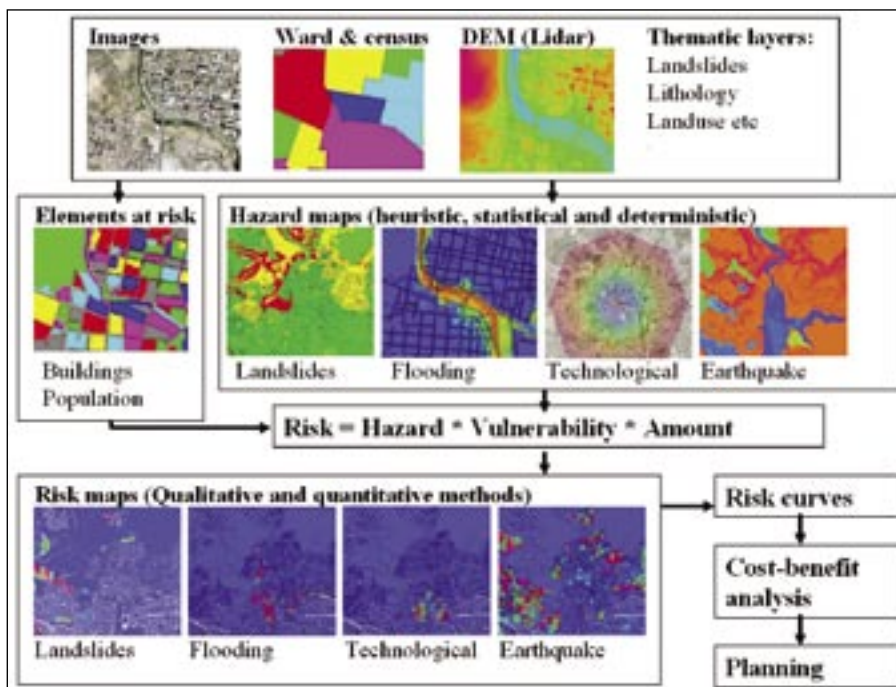 Images
Ward & census
DEM (Lidar)
Thematic layers:
Landslides
Lithology
Landuse etc
Elements at risk
Buildings
Population
Hazard maps (heuristic, statistical and deterministic)
Landslides
Flooding
Technological
Earthquake
Risk = Hazard * Vulnerability * Amount
Risk maps (Qualitative and quantitative methods)
Landslides
Flooding
Technological
Earthquake
Risk curves
Cost-benefit
analysis
Planning